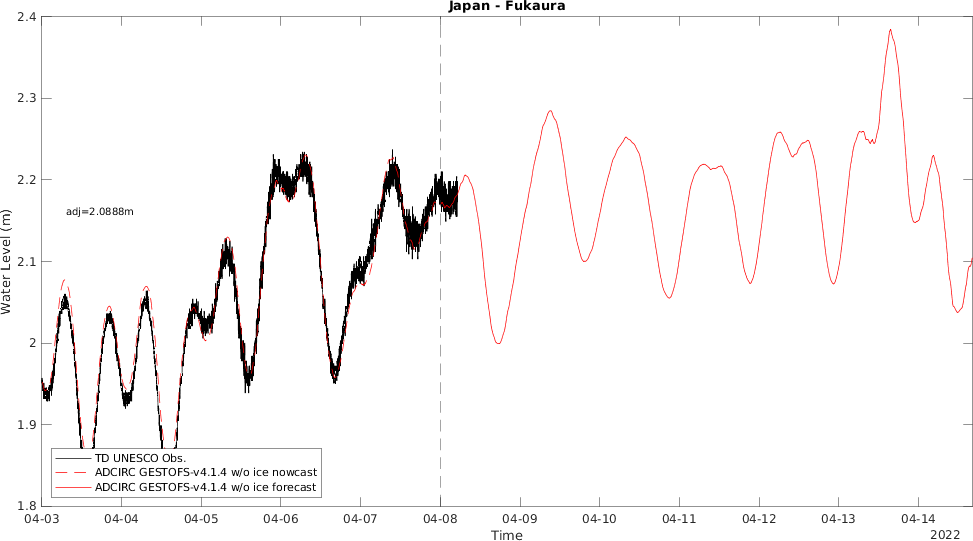 Japan - Fukaura
2.4
2.3
2.2
2.1
2
1.9
1.8
Water Level (m)
adj=2.0888m
TD UNESCO Obs.
ADCIRC GESTOFS-v4.1.4 w/o ice nowcast
ADCIRC GESTOFS-v4.1.4 w/o ice forecast
04-03 04-04 04-05 04-06 04-07 04-08 04-09 04-10 04-11 04-12 04-13 04-14
Time
2022